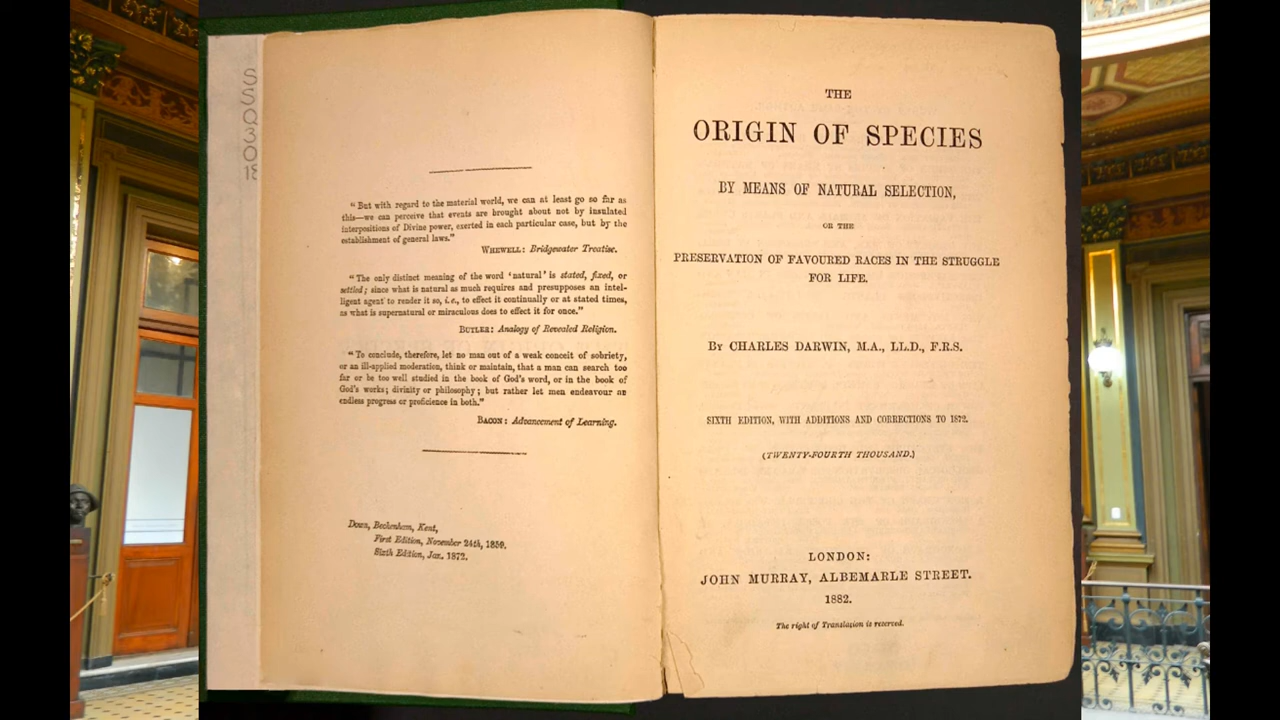 SSQ3018
"But with regard to the material world, we can at least go so far as
this—we can perceive that events are brought about not by insulated
interpositions of Divine power, exerted in each particular case, but by the
establishment of general laws."
WHEWELL: Bridgewater Treatise.
"The only distinct meaning of the word 'natural' is stated, fixed, or
settled; since what is natural as much requires and presupposes an intel-
ligent agent to render it so, i.e., to effect it continually or at stated times,
as what is supernatural or miraculous does to effect it for once."
BUTLER: Analogy of Revealed Religion.
"To conclude, therefore, let no man out of a weak conceit of sobriety,
or an ill-applied moderation, think or maintain, that a man can search too
far or be too well studied in the book of God's word, or in the book of
God's works; divinity or philosophy; but rather let men endeavour an
endless progress or proficience in both."
BACON: Advancement of Learning.
Down, Beckenham, Kent,
First Edition, November 24th, 1859.
Sixth Edition, Jan. 1872.
THE
ORIGIN OF SPECIES
BY MEANS OF NATURAL SELECTION,
OR THE
PRESERVATION OF FAVOURED RACES IN THE STRUGGLE
FOR LIFE.
BY CHARLES DARWIN, M.A., LL.D., F.R.S.
SIXTH EDITION, WITH ADDITIONS AND CORRECTIONS TO 1872.
(TWENTY-FOURTH THOUSAND.)
LONDON:
JOHN MURRAY, ALBEMARLE STREET.
1882.
The right of Translation is reserved.